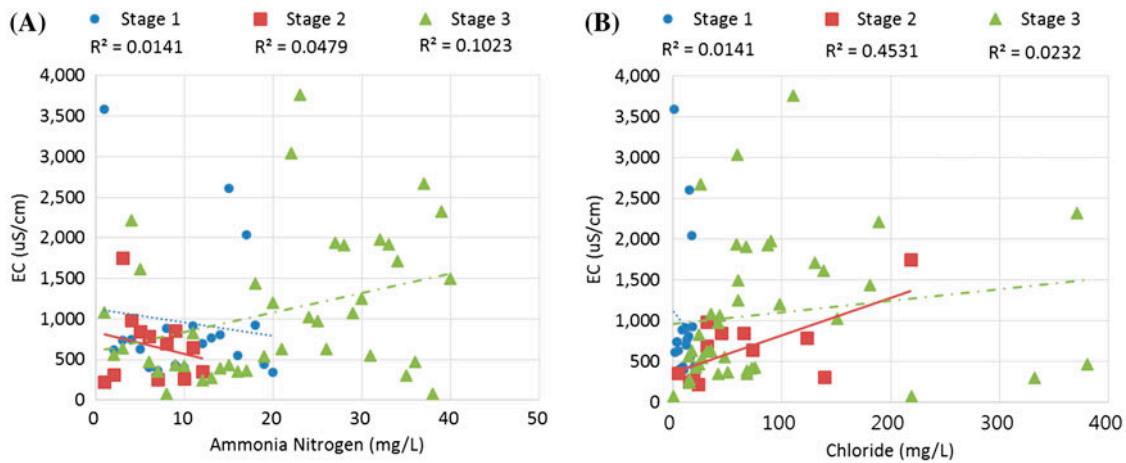 (A) Stage 1 Stage 2 Stage 3
R² = 0.0141 R² = 0.0479 R² = 0.1023
4,000
3,500
3,000
2,500
2,000
1,500
1,000
500
0
EC (uS/cm)
0 10 20 30 40 50
Ammonia Nitrogen (mg/L)
(B) Stage 1 Stage 2 Stage 3
R² = 0.0141 R² = 0.4531 R² = 0.0232
4,000
3,500
3,000
2,500
2,000
1,500
1,000
500
0
EC (uS/cm)
0 100 200 300 400
Chloride (mg/L)